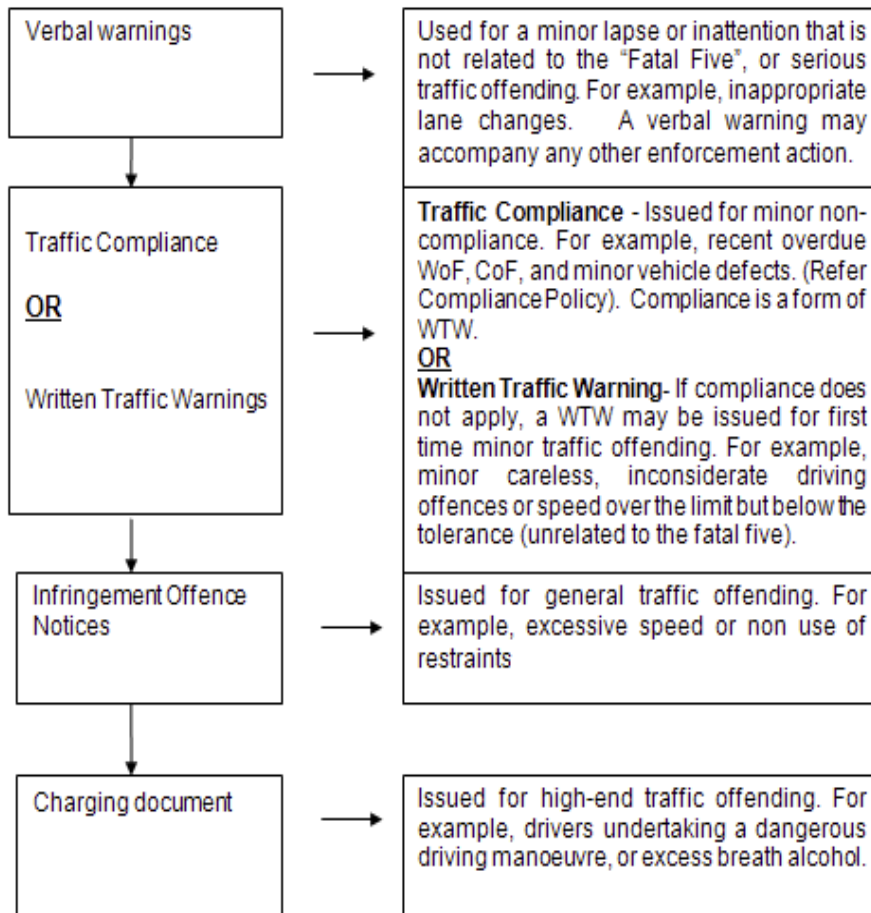 Verbal warnings
Used for a minor lapse or inattention that is
not related to the “Fatal Five”, or serious
traffic offending. For example, inappropriate
lane changes. A verbal warning may
accompany any other enforcement action.
Traffic Compliance
OR
Written Traffic Warnings
Traffic Compliance - Issued for minor non-
compliance. For example, recent overdue
WoF, CoF, and minor vehicle defects. (Refer
Compliance Policy). Compliance is a form of
WTW.
OR
Written Traffic Warning- If compliance does
not apply, a WTW may be issued for first
time minor traffic offending. For example,
minor careless, inconsiderate driving
offences or speed over the limit but below the
tolerance (unrelated to the fatal five).
Infringement Offence
Notices
Issued for general traffic offending. For
example, excessive speed or non use of
restraints
Charging document
Issued for high-end traffic offending. For
example, drivers undertaking a dangerous
driving manoeuvre, or excess breath alcohol.